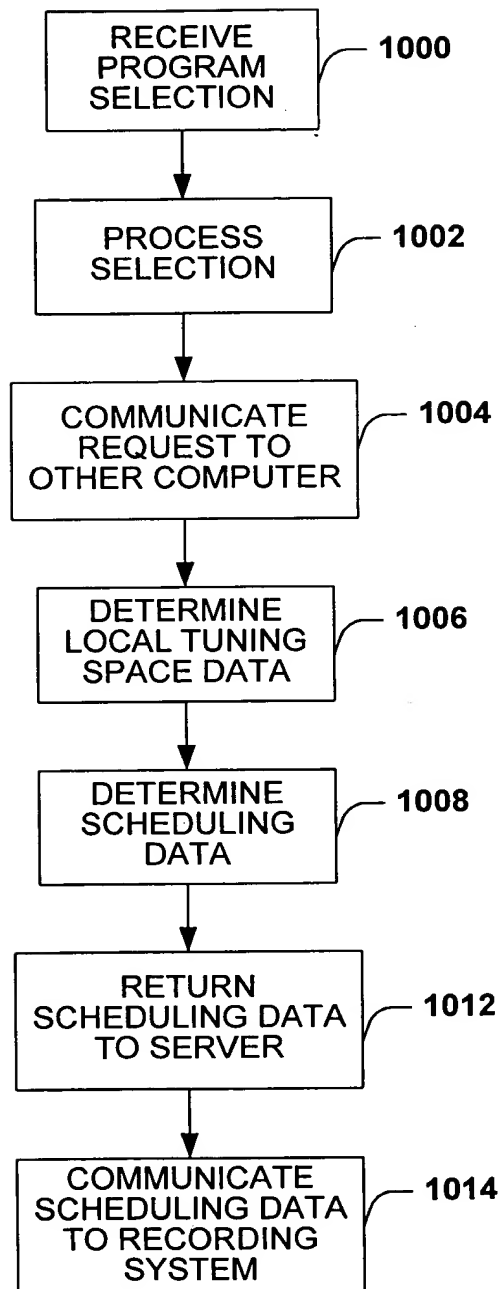 RECEIVE
PROGRAM
SELECTION
1000
PROCESS
SELECTION
1002
COMMUNICATE
REQUEST TO
OTHER COMPUTER
1004
DETERMINE
LOCAL TUNING
SPACE DATA
1006
DETERMINE
SCHEDULING
DATA
1008
RETURN
SCHEDULING DATA
TO SERVER
1012
COMMUNICATE
SCHEDULING DATA
TO RECORDING
SYSTEM
1014